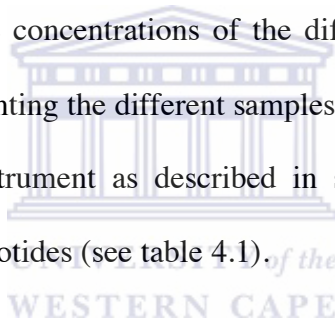 concentrations of the dif
nting the different samples
trument as described in s
otides (see table 4.1).
UNIVERSITY of the
WESTERN CAPE